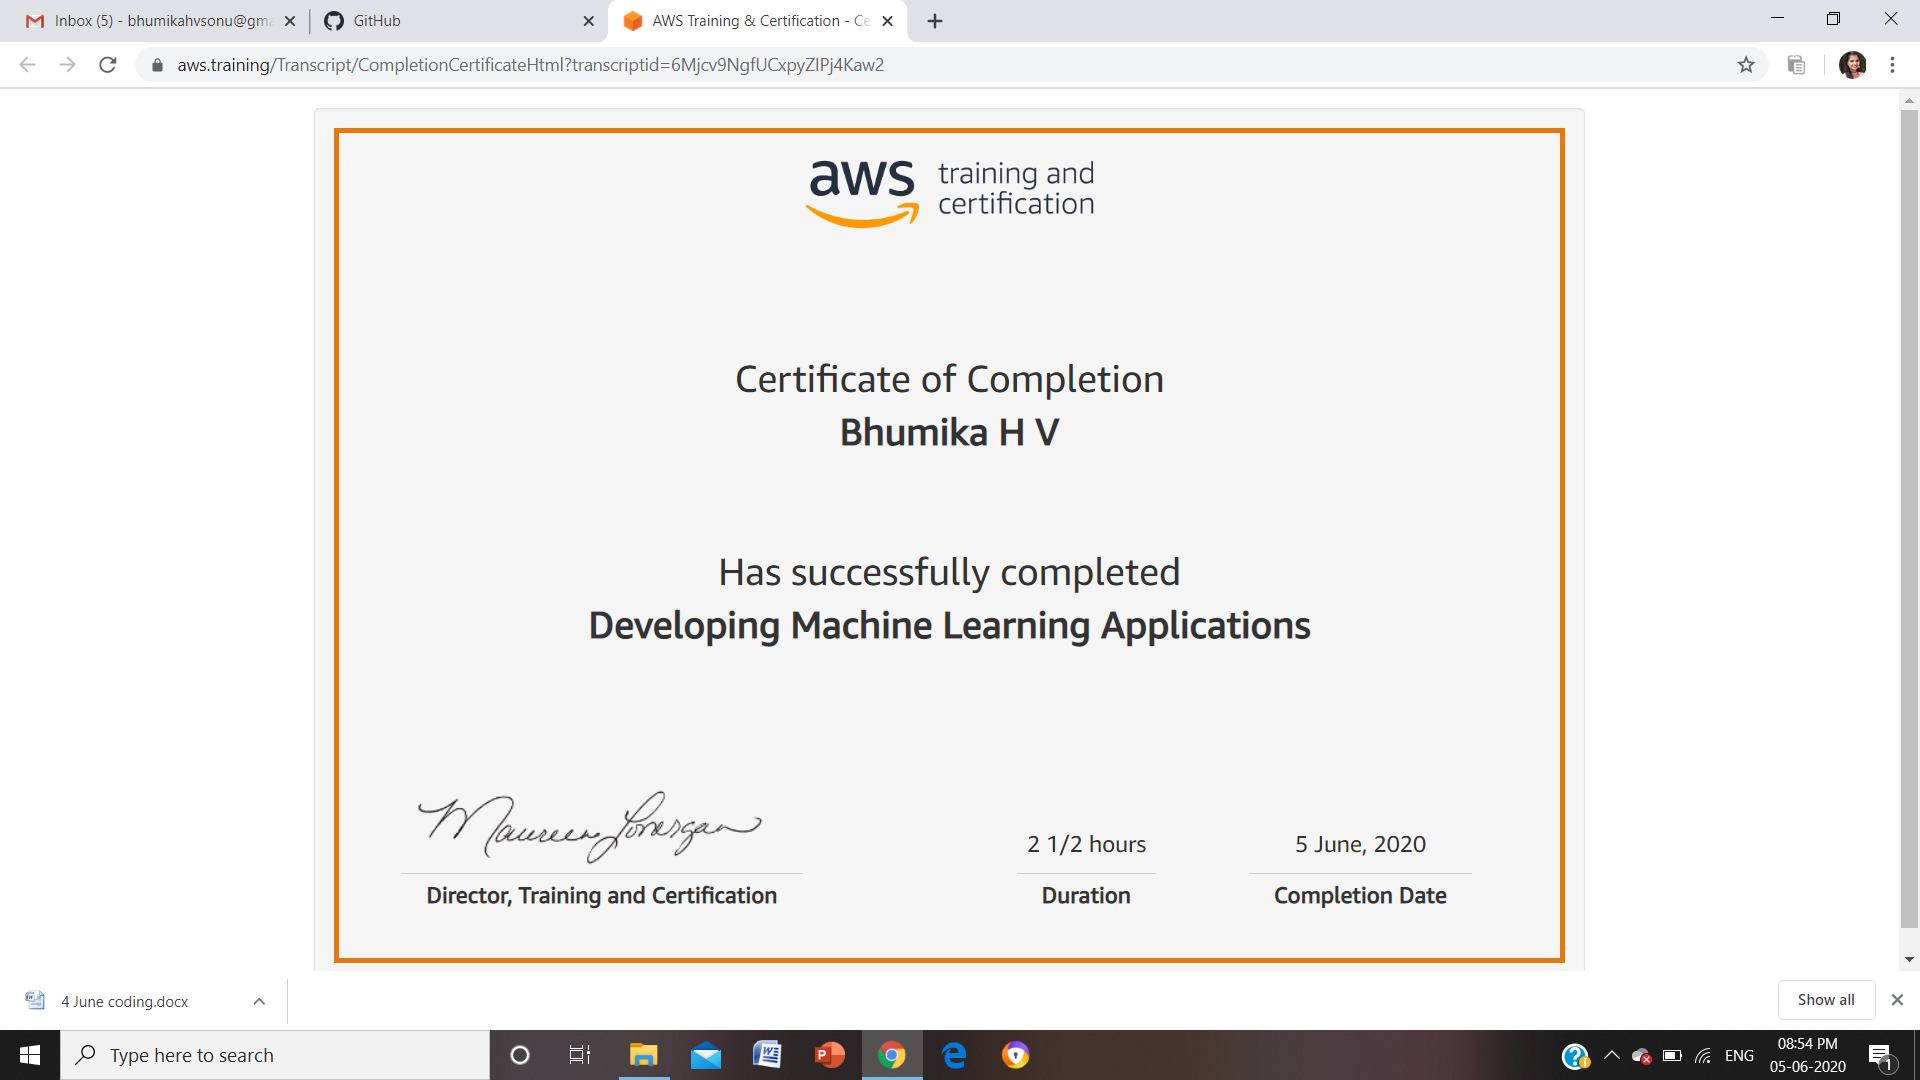 Inbox (5) - bhumikahvsonu@gma
GitHub
AWS Training & Certification - Ce
aws.training/Transcript/CompletionCertificateHtml?transcriptid=6Mjcv9NgfUCxpyZIPj4Kaw2
aws training and
certification
Certificate of Completion
Bhumika H V
Has successfully completed
Developing Machine Learning Applications
Maureen Lonergan
2 1/2 hours
5 June, 2020
Director, Training and Certification
Duration
Completion Date
4 June coding.docx
Show all
Type here to search
ENG
08:54 PM
05-06-2020
1